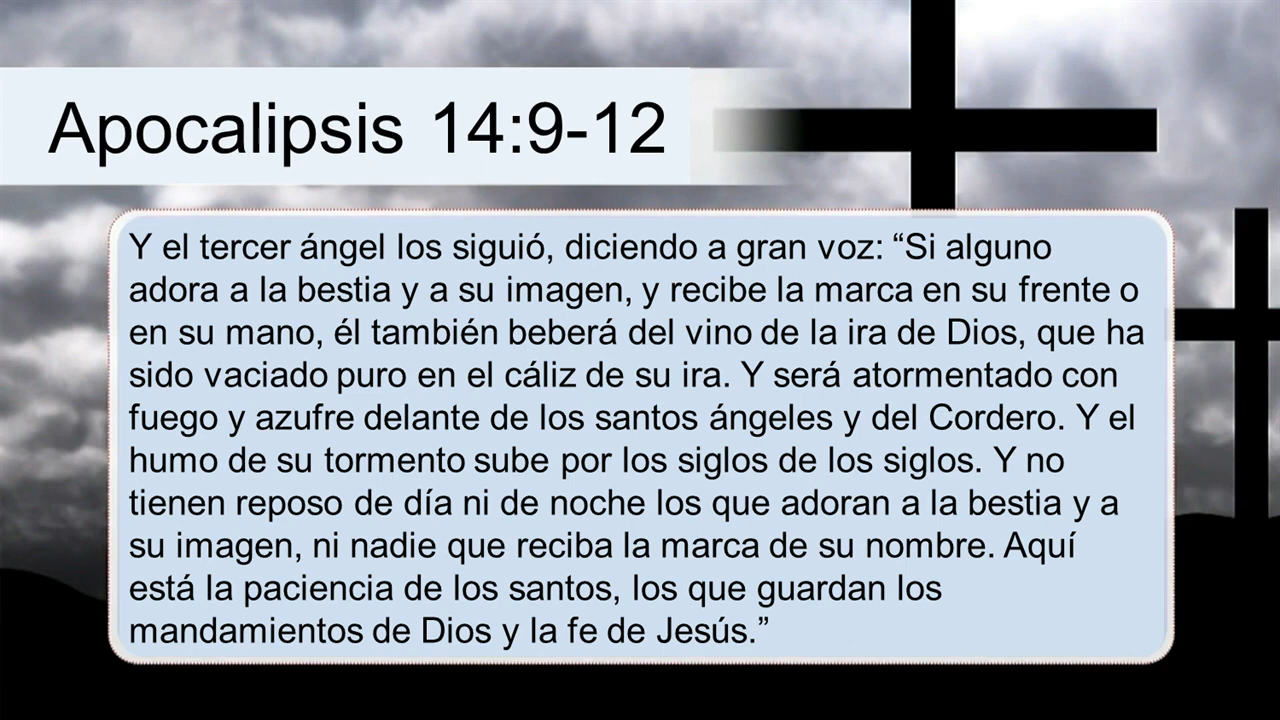 Apocalipsis 14:9-12
Y el tercer ángel los siguió, diciendo a gran voz: “Si alguno
adora a la bestia y a su imagen, y recibe la marca en su frente o
en su mano, él también beberá del vino de la ira de Dios, que ha
sido vaciado puro en el cáliz de su ira. Y será atormentado con
fuego y azufre delante de los santos ángeles y del Cordero. Y el
humo de su tormento sube por los siglos de los siglos. Y no
tienen reposo de día ni de noche los que adoran a la bestia y a
su imagen, ni nadie que reciba la marca de su nombre. Aquí
está la paciencia de los santos, los que guardan los
mandamientos de Dios y la fe de Jesús.”